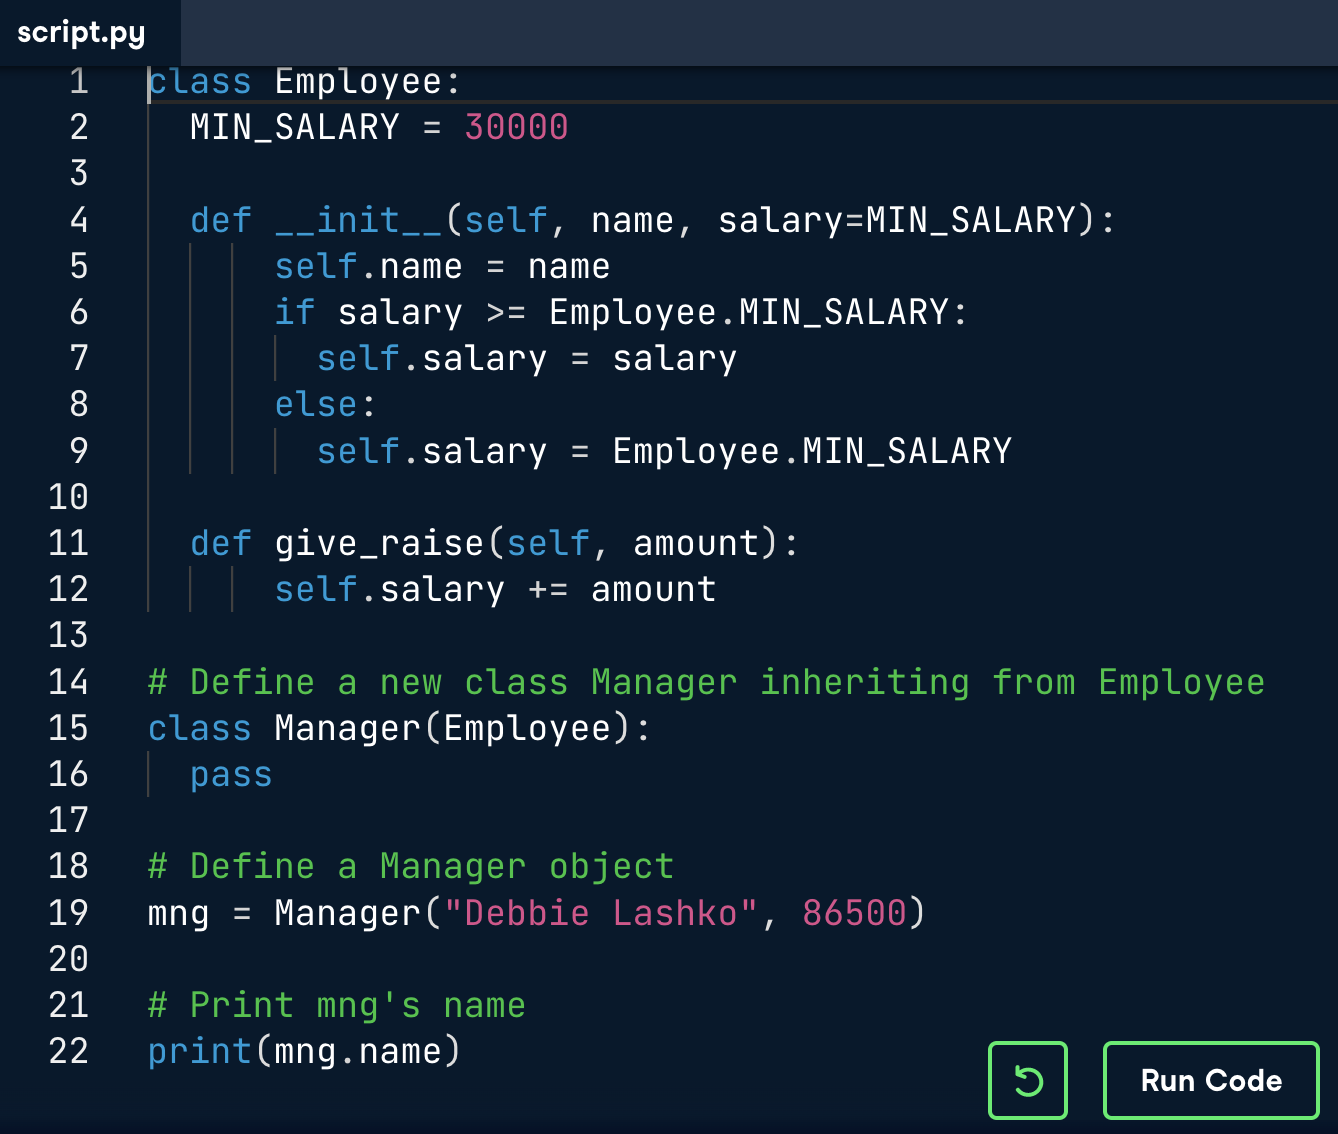 script.py
1 class Employee:
2   MIN_SALARY = 30000
3
4   def __init__(self, name, salary=MIN_SALARY):
5       self.name = name
6       if salary >= Employee.MIN_SALARY:
7         self.salary = salary
8       else:
9         self.salary = Employee.MIN_SALARY
10
11   def give_raise(self, amount):
12       self.salary += amount
13
14 # Define a new class Manager inheriting from Employee
15 class Manager(Employee):
16   pass
17
18 # Define a Manager object
19 mng = Manager("Debbie Lashko", 86500)
20
21 # Print mng's name
22 print(mng.name)
Run Code